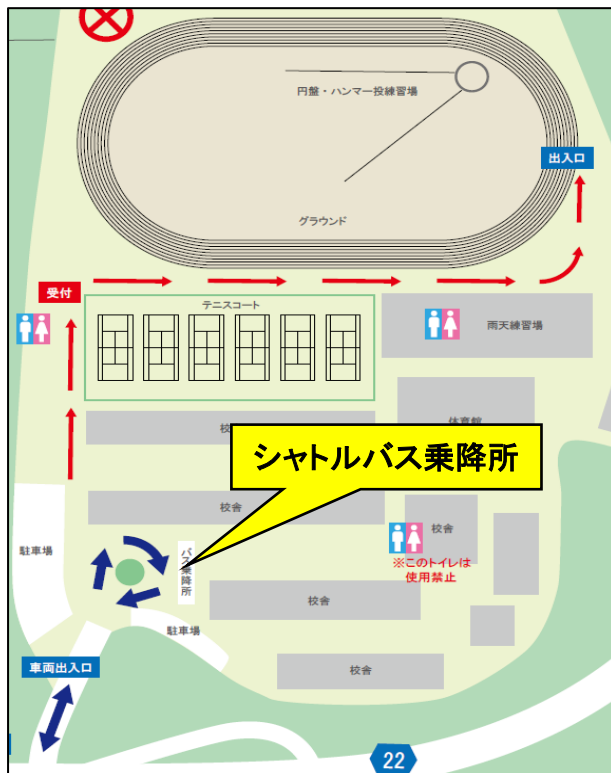 円盤・ハンマー投練習場
出入口
グラウンド
受付
テニスコート
雨天練習場
体育館
校
シャトルバス乗降所
校舎
校舎
駐車場
バス乗降所
※このトイレは
使用禁止
校舎
駐車場
車両出入口
校舎
22